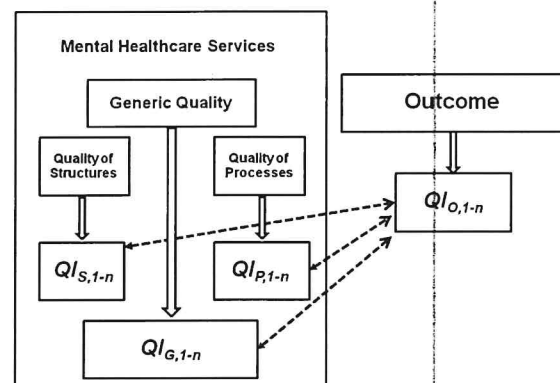 Mental Healthcare Services
Generic Quality
Outcome
Quality of
Structures
Quality of
Processes
QI_O,1-n
QI_S,1-n
QI_P,1-n
QI_G,1-n